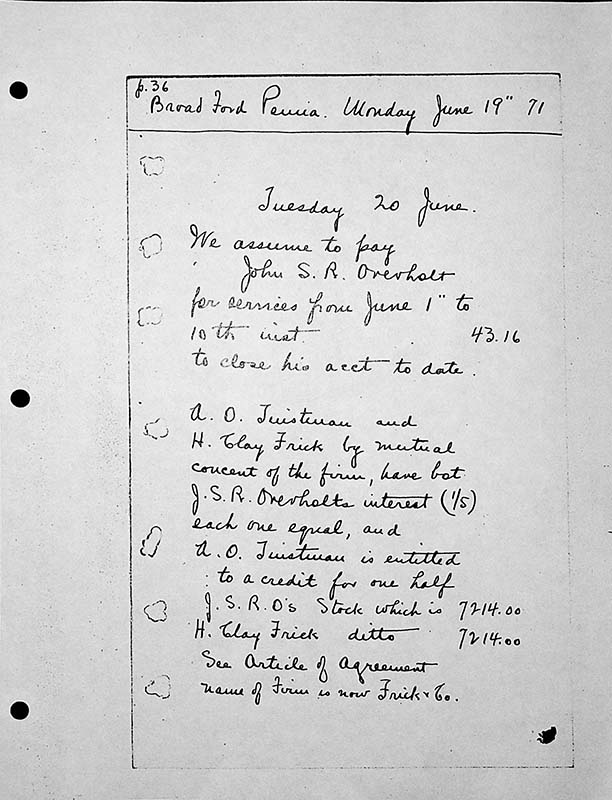 p. 36
Broad Ford Penna. Monday June 19" 71
Tuesday 20 June.
We assume to pay
John S. R. Overholt
for services from June 1" to
10th inst. 43.16
to close his acct to date.
A. O. Tinstman and
H. Clay Frick by mutual
concent of the firm, have bot
J. S. R. Overholts interest (1/5)
each one equal, and
A. O. Tinstman is entitled
to a credit for one half
J. S. R. O's Stock which is 7214.00
H. Clay Frick ditto 7214.00
See Article of Agreement
name of Firm is now Frick & Co.